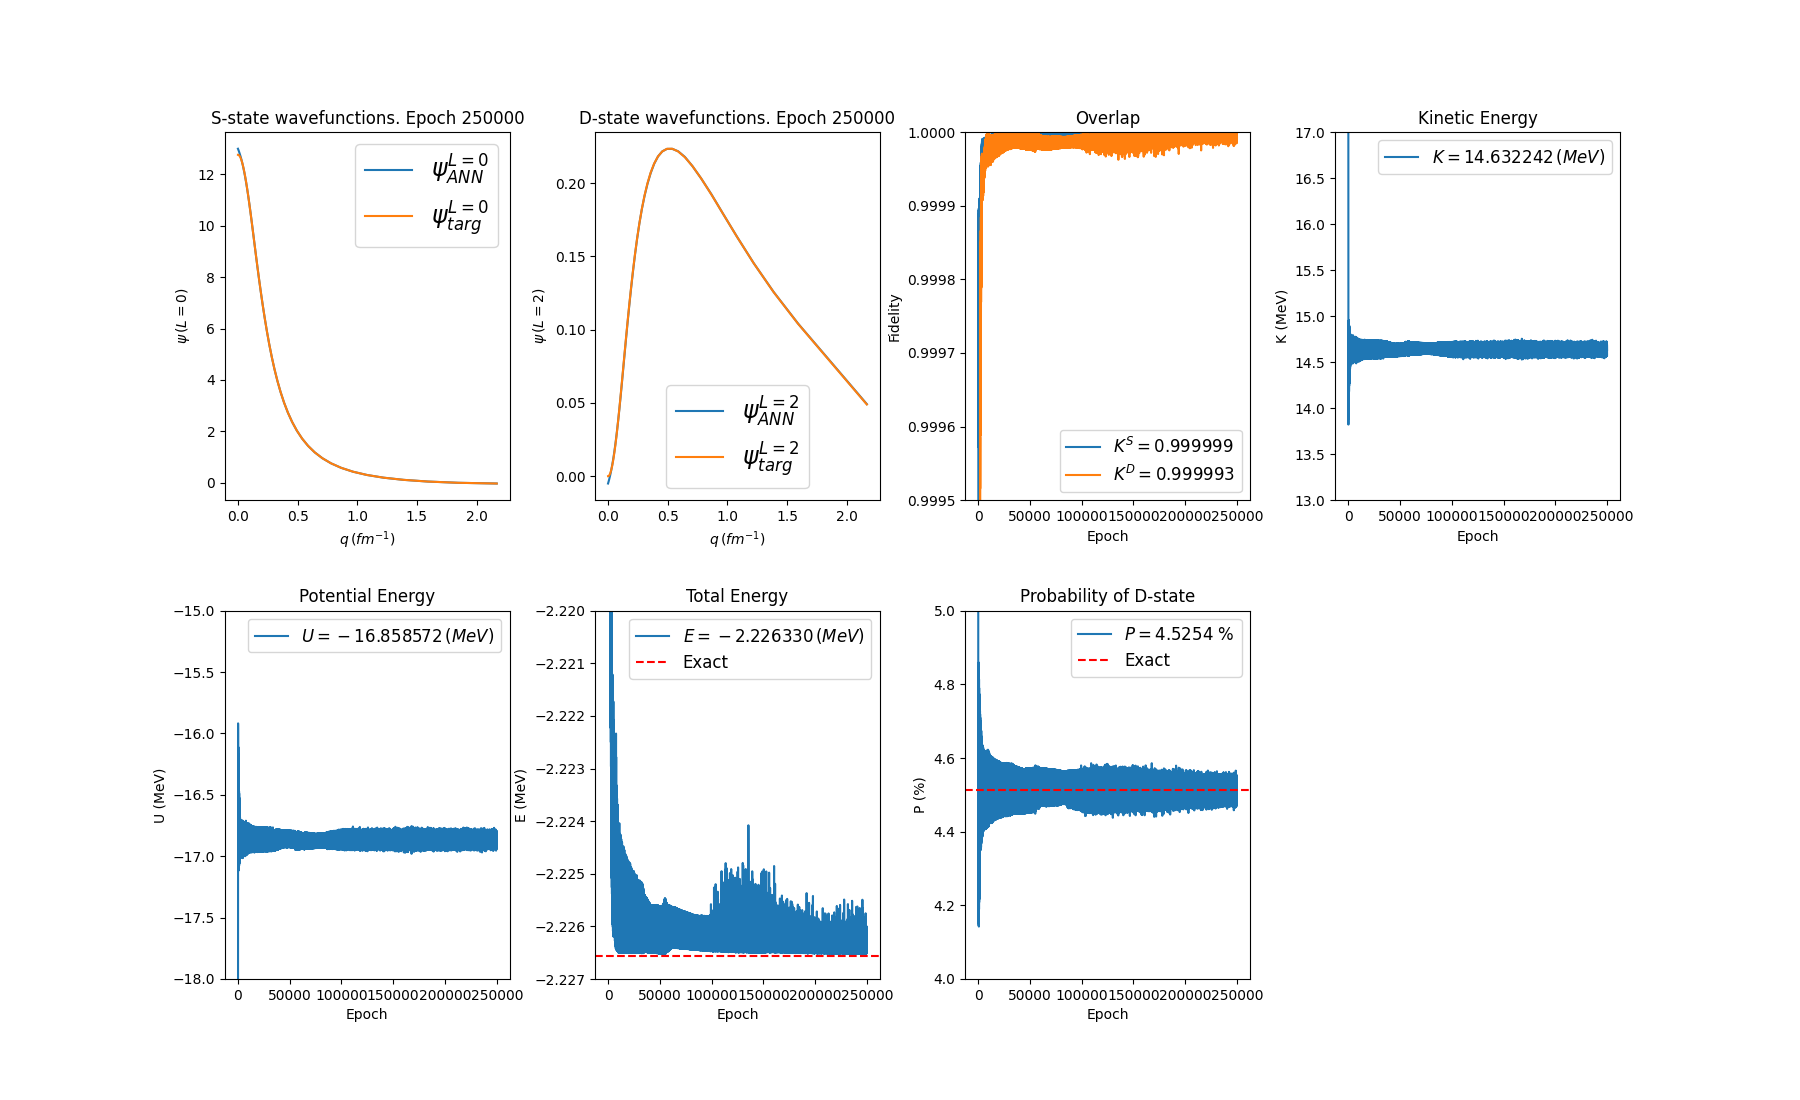 S-state wavefunctions. Epoch 250000
ψ(L = 0)
12
10
8
6
4
2
0
ψ_{ANN}^{L=0}
ψ_{targ}^{L=0}
0.0 0.5 1.0 1.5 2.0
q (fm⁻¹)
D-state wavefunctions. Epoch 250000
ψ(L = 2)
0.20
0.15
0.10
0.05
0.00
ψ_{ANN}^{L=2}
ψ_{targ}^{L=2}
0.0 0.5 1.0 1.5 2.0
q (fm⁻¹)
Overlap
Fidelity
1.0000
0.9999
0.9998
0.9997
0.9996
0.9995
K^S = 0.999999
K^D = 0.999993
0 50000 100000 150000 200000 250000
Epoch
Kinetic Energy
K (MeV)
17.0
16.5
16.0
15.5
15.0
14.5
14.0
13.5
13.0
K = 14.632242 (MeV)
0 50000 100000 150000 200000 250000
Epoch
Potential Energy
U (MeV)
−15.0
−15.5
−16.0
−16.5
−17.0
−17.5
−18.0
U = −16.858572 (MeV)
0 50000 100000 150000 200000 250000
Epoch
Total Energy
E (MeV)
−2.220
−2.221
−2.222
−2.223
−2.224
−2.225
−2.226
−2.227
E = −2.226330 (MeV)
Exact
0 50000 100000 150000 200000 250000
Epoch
Probability of D-state
P (%)
5.0
4.8
4.6
4.4
4.2
4.0
P = 4.5254 %
Exact
0 50000 100000 150000 200000 250000
Epoch